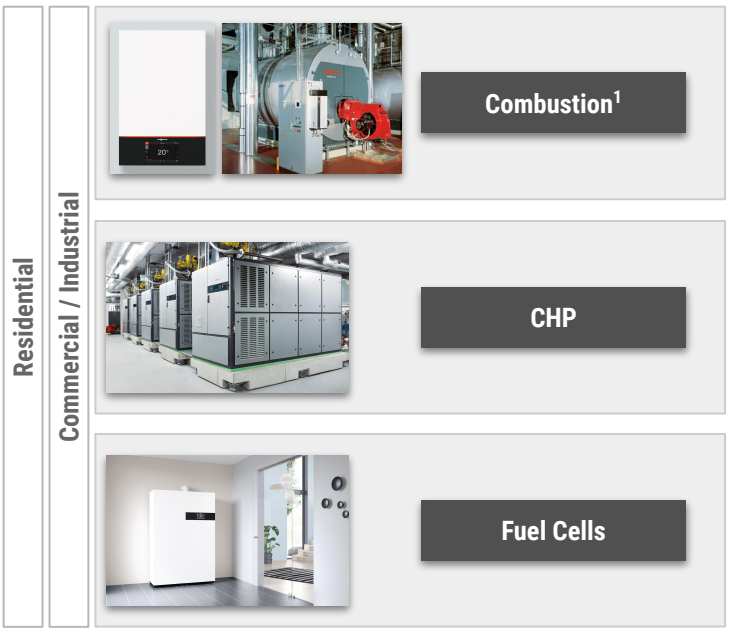 Residential
Commercial / Industrial
20°
Combustion¹
CHP
Fuel Cells